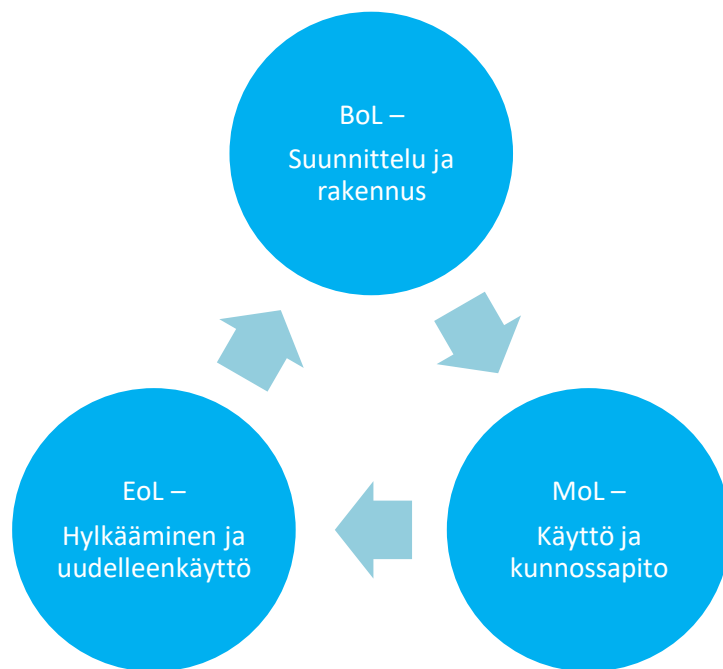 BoL –
Suunnittelu ja
rakennus
EoL –
Hylkääminen ja
uudelleenkäyttö
MoL –
Käyttö ja
kunnossapito